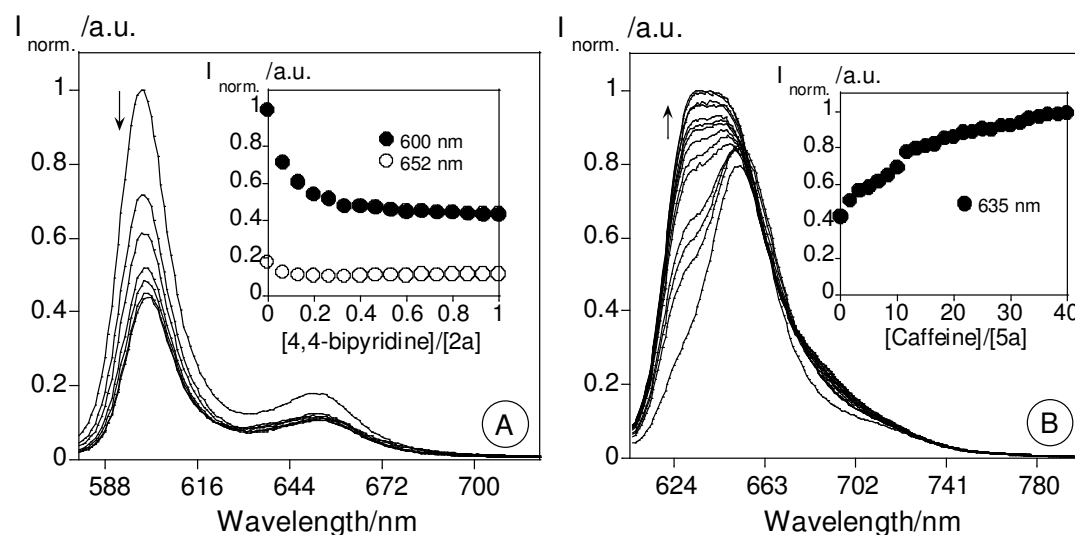 I norm. /a.u.
1
0.8
0.6
0.4
0.2
0
588 616 644 672 700
Wavelength/nm
A
I norm. /a.u.
1
0.8
0.6
0.4
0.2
0
600 nm
652 nm
0 0.2 0.4 0.6 0.8 1
[4,4-bipyridine]/[2a]
I norm. /a.u.
1
0.8
0.6
0.4
0.2
0
624 663 702 741 780
Wavelength/nm
B
I norm. /a.u.
1
0.8
0.6
0.4
0.2
0
635 nm
0 10 20 30 40
[Caffeine]/[5a]